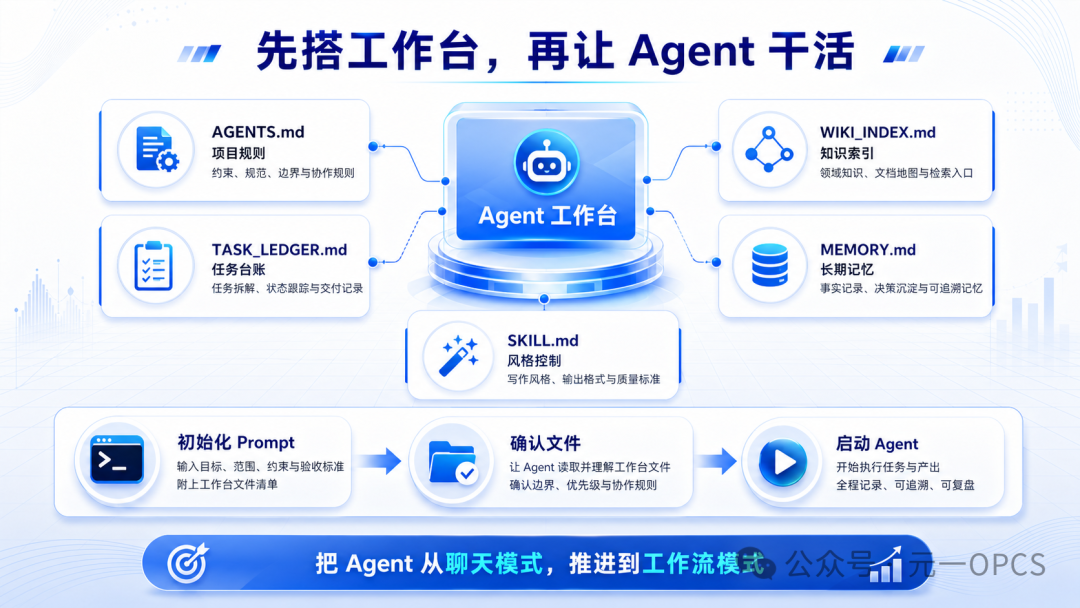 先搭工作台，再让 Agent 干活
AGENTS.md
项目规则
约束、规范、边界与协作规则
TASK_LEDGER.md
任务台账
任务拆解、状态跟踪与交付记录
Agent 工作台
WIKI_INDEX.md
知识索引
领域知识、文档地图与检索入口
MEMORY.md
长期记忆
事实记录、决策沉淀与可追溯记忆
SKILL.md
风格控制
写作风格、输出格式与质量标准
初始化 Prompt
输入目标、范围、约束与验收标准
附上工作台文件清单
确认文件
让 Agent 读取并理解工作台文件
确认边界、优先级与协作规则
启动 Agent
开始执行任务与产出
全程记录、可追溯、可复盘
把 Agent 从聊天模式，推进到工作流模式
公众号 元一OPCS